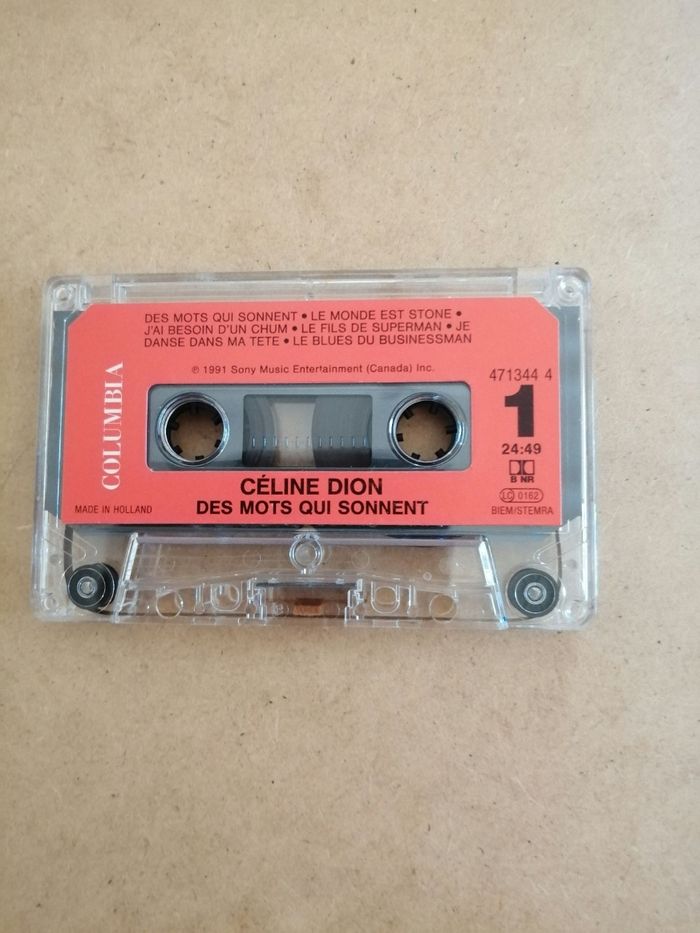 DES MOTS QUI SONNENT • LE MONDE EST STONE •
J'AI BESOIN D'UN CHUM • LE FILS DE SUPERMAN • JE
DANSE DANS MA TETE • LE BLUES DU BUSINESSMAN
℗ 1991 Sony Music Entertainment (Canada) Inc.
471344 4
COLUMBIA
1
24:49
B NR
CÉLINE DION
DES MOTS QUI SONNENT
LC 0162
MADE IN HOLLAND
BIEM/STEMRA